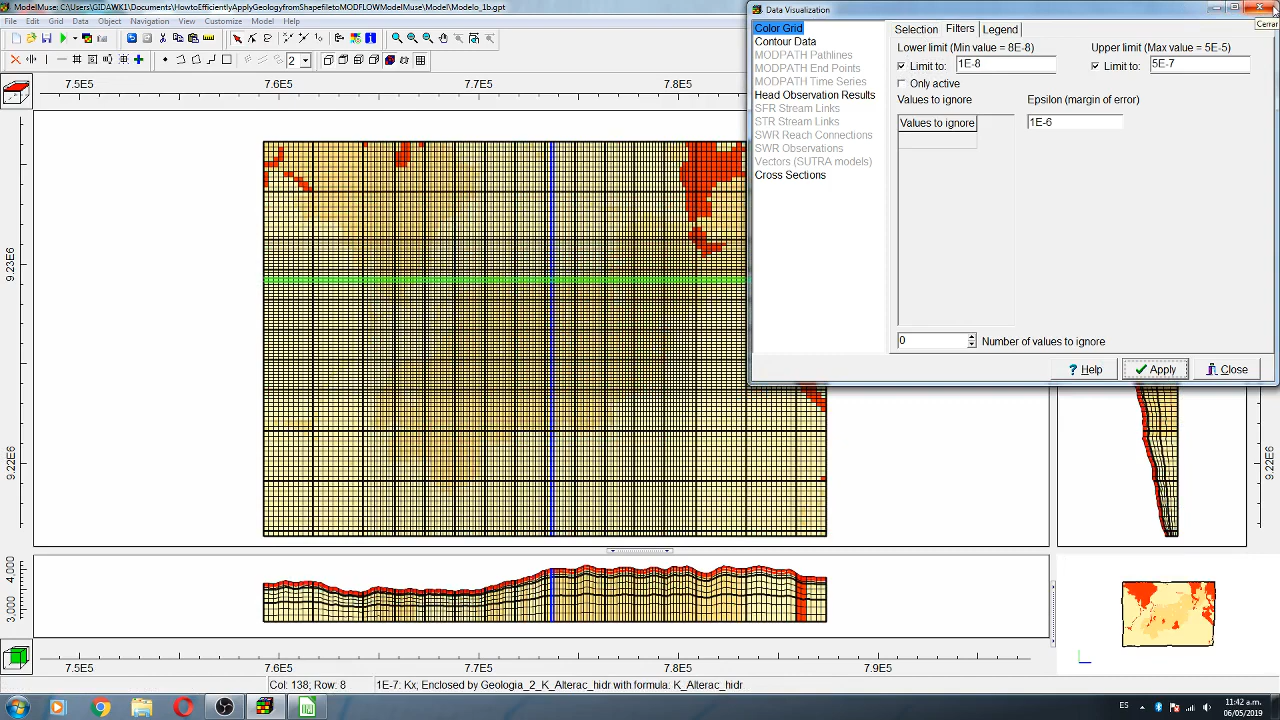 ModelMuse: C:\Users\GIDAWK1\Documents\HowtoEfficientlyApplyGeologyfromShapefiletoMODFLOWModelMuse\Model\Modelo_1b.gpt
File Edit Grid Data Object Navigation View Customize Model Help
2
7.5E5 7.6E5 7.7E5 7.8E5
9.23E6
9.22E6
Data Visualization
Cerrar
Color Grid
Contour Data
MODPATH Pathlines
MODPATH End Points
MODPATH Time Series
Head Observation Results
SFR Stream Links
STR Stream Links
SWR Reach Connections
SWR Observations
Vectors (SUTRA models)
Cross Sections
Selection Filters Legend
Lower limit (Min value = 8E-8) Upper limit (Max value = 5E-5)
Limit to: 1E-8 Limit to: 5E-7
Only active
Values to ignore Epsilon (margin of error)
Values to ignore 1E-6
0 Number of values to ignore
Help Apply Close
9.22E6
4,000
3,000
7.5E5 7.6E5 7.7E5 7.8E5 7.9E5
Col: 138; Row: 8 1E-7: Kx; Enclosed by Geologia_2_K_Alterac_hidr with formula: K_Alterac_hidr
ES 11:42 a.m.
06/05/2019